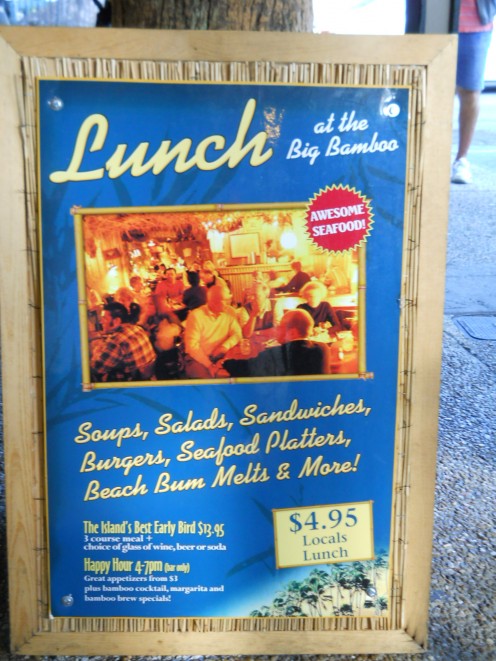 Lunch
at the
Big Bamboo
AWESOME
SEAFOOD!
Soups, Salads, Sandwiches,
Burgers, Seafood Platters,
Beach Bum Melts & More!
The Island's Best Early Bird $13.95
3 course meal +
choice of glass of wine, beer or soda
Happy Hour 4-7pm (bar only)
Great appetizers from $3
plus bamboo cocktail, margarita and
bamboo brew specials!
$4.95
Locals
Lunch